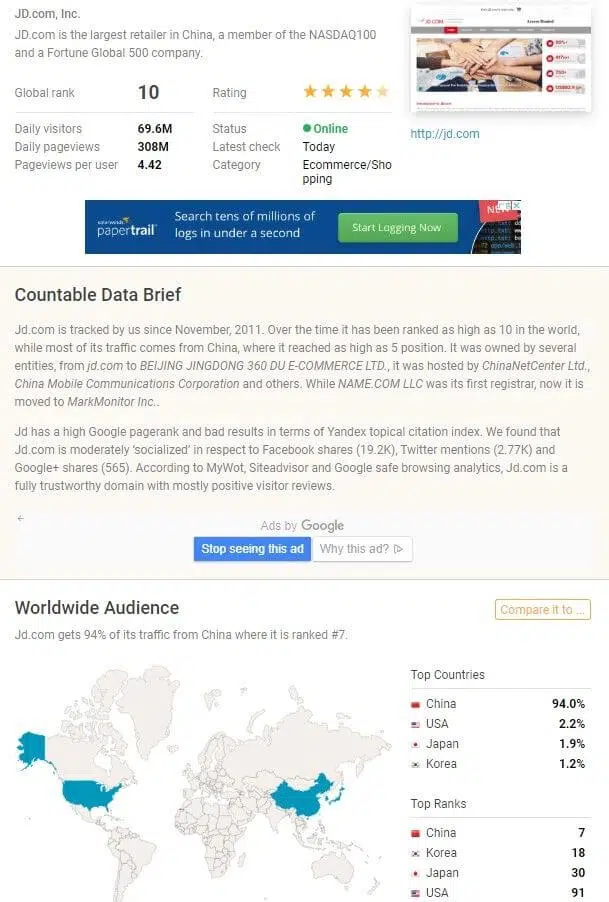 JD.com, Inc.
JD.com is the largest retailer in China, a member of the NASDAQ100
and a Fortune Global 500 company.
Global rank 10 Rating
Daily visitors 69.6M Status Online
Daily pageviews 308M Latest check Today
Pageviews per user 4.42 Category Ecommerce/Sho
pping
JD.COM
http://jd.com
solarwinds
papertrail
Search tens of millions of
logs in under a second
Start Logging Now
Countable Data Brief
Jd.com is tracked by us since November, 2011. Over the time it has been ranked as high as 10 in the world,
while most of its traffic comes from China, where it reached as high as 5 position. It was owned by several
entities, from jd.com to BEIJING JINGDONG 360 DU E-COMMERCE LTD., it was hosted by ChinaNetCenter Ltd.,
China Mobile Communications Corporation and others. While NAME.COM LLC was its first registrar, now it is
moved to MarkMonitor Inc..
Jd has a high Google pagerank and bad results in terms of Yandex topical citation index. We found that
Jd.com is moderately ‘socialized’ in respect to Facebook shares (19.2K), Twitter mentions (2.77K) and
Google+ shares (565). According to MyWot, Siteadvisor and Google safe browsing analytics, Jd.com is a
fully trustworthy domain with mostly positive visitor reviews.
Ads by Google
Stop seeing this ad Why this ad?
Worldwide Audience
Compare it to ...
Jd.com gets 94% of its traffic from China where it is ranked #7.
Top Countries
China 94.0%
USA 2.2%
Japan 1.9%
Korea 1.2%
Top Ranks
China 7
Korea 18
Japan 30
USA 91